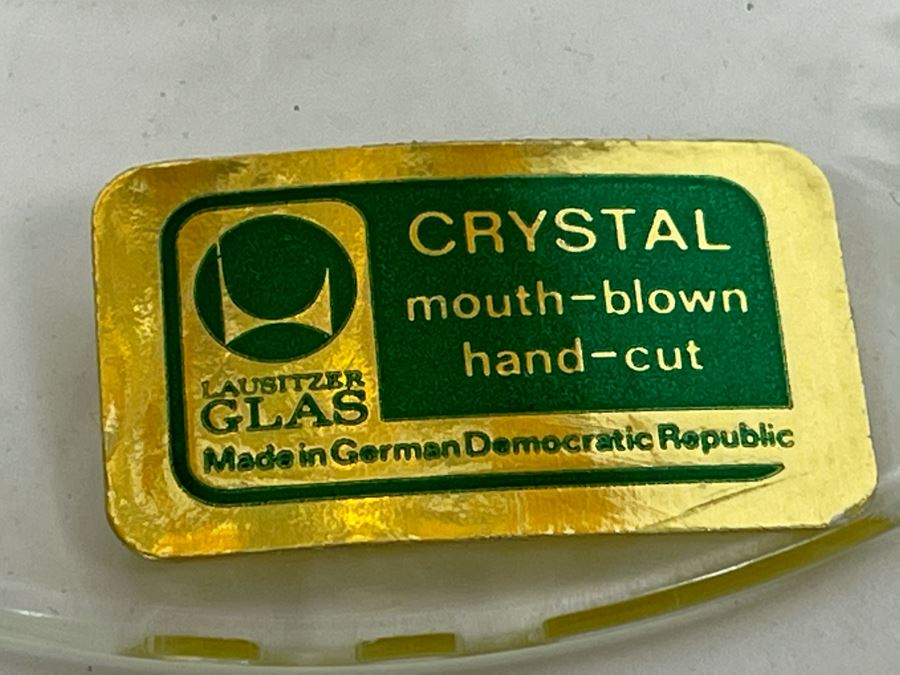 CRYSTAL
mouth-blown
hand-cut
LAUSITZER
GLAS
Made in German Democratic Republic